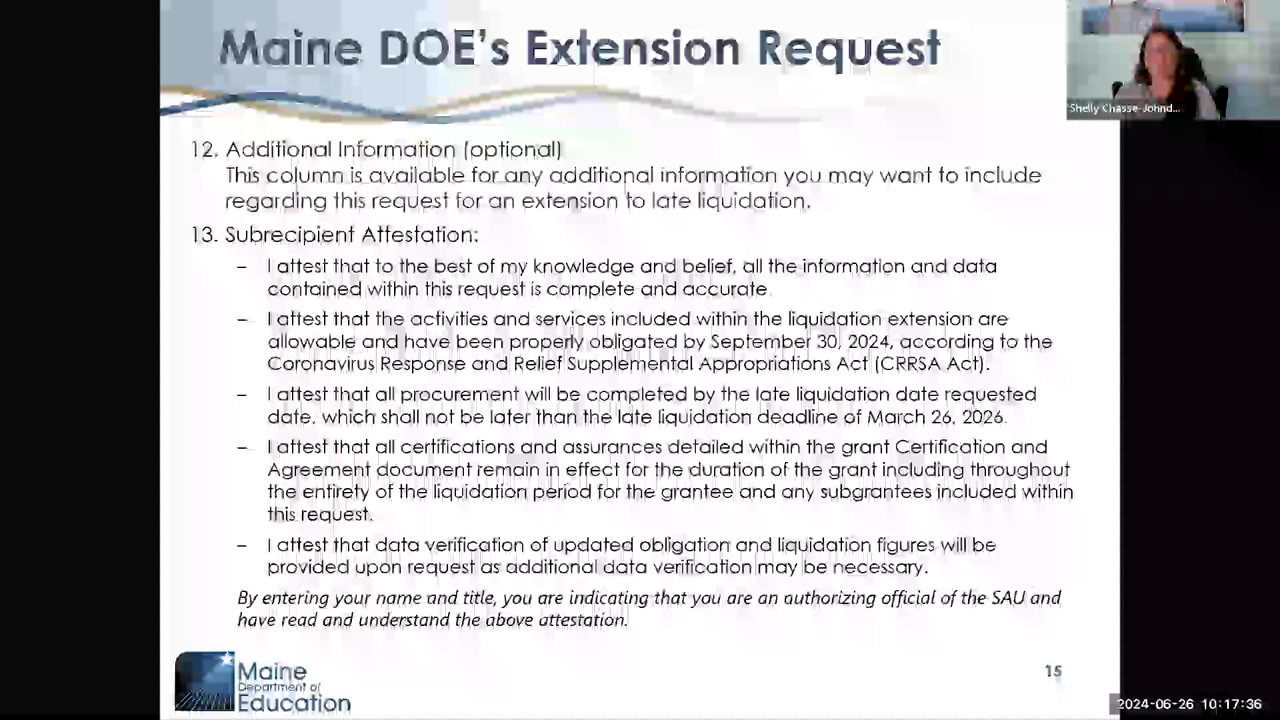 Maine DOE's Extension Request
Shelly Chasse-Johnd...
12. Additional Information (optional)
This column is available for any additional information you may want to include
regarding this request for an extension to late liquidation.
13. Subrecipient Attestation:
– I attest that to the best of my knowledge and belief, all the information and data
contained within this request is complete and accurate.
– I attest that the activities and services included within the liquidation extension are
allowable and have been properly obligated by September 30, 2024, according to the
Coronavirus Response and Relief Supplemental Appropriations Act (CRRSA Act).
– I attest that all procurement will be completed by the late liquidation date requested
date, which shall not be later than the late liquidation deadline of March 26, 2026.
– I attest that all certifications and assurances detailed within the grant Certification and
Agreement document remain in effect for the duration of the grant including throughout
the entirety of the liquidation period for the grantee and any subgrantees included within
this request.
– I attest that data verification of updated obligation and liquidation figures will be
provided upon request as additional data verification may be necessary.
By entering your name and title, you are indicating that you are an authorizing official of the SAU and
have read and understand the above attestation.
Maine
Department of
Education
15
2024-06-26 10:17:36